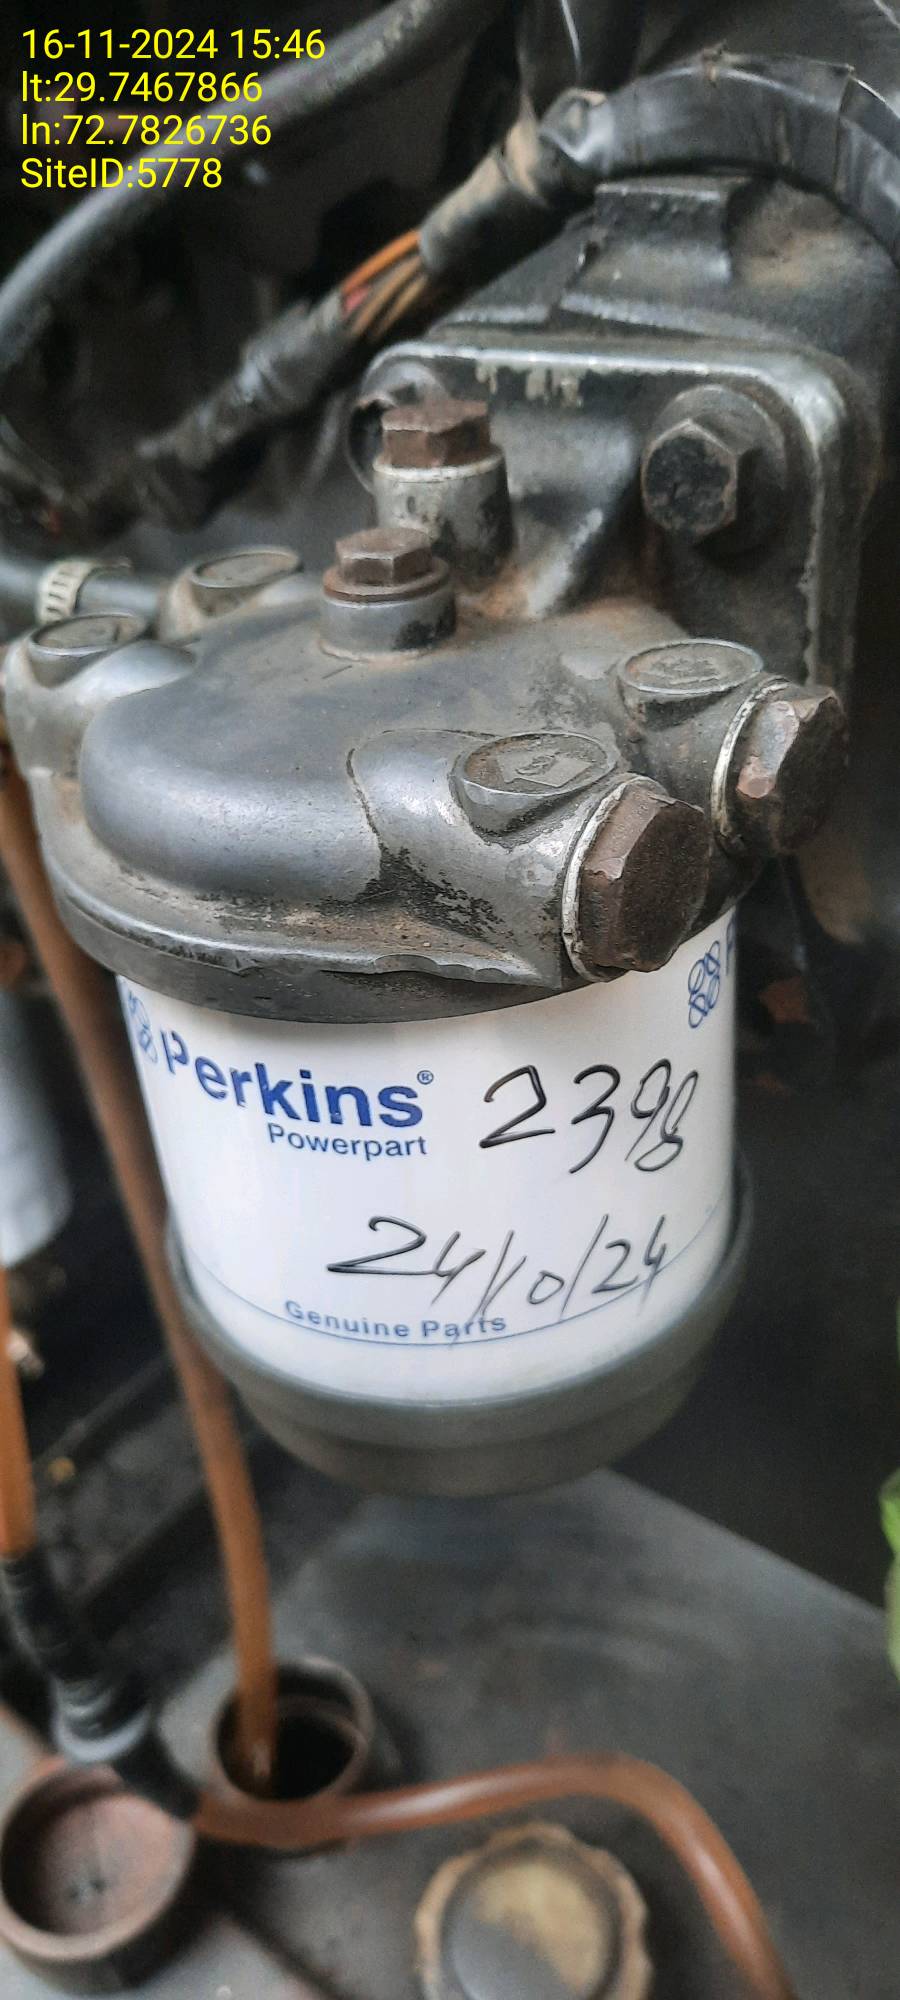 16-11-2024 15:46
lt:29.7467866
ln:72.7826736
SiteID:5778
Perkins®
Powerpart
2398
24/10/24
Genuine Parts